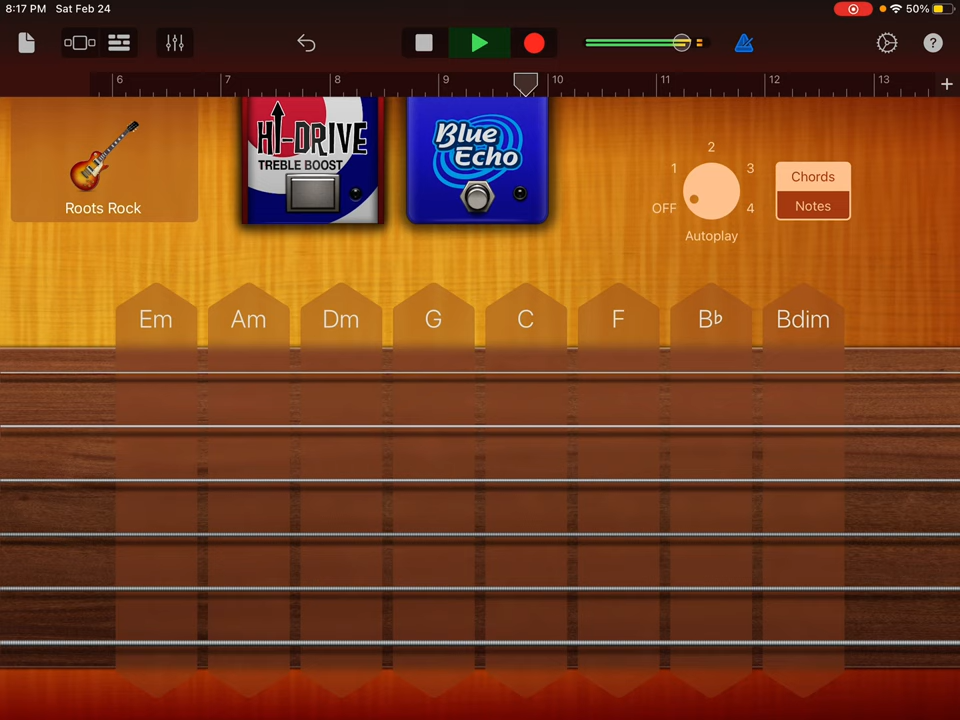 8:17 PM Sat Feb 24
50%
?
6 7 8 9 10 11 12 13
+
HI-DRIVE
TREBLE BOOST
Blue
Echo
Roots Rock
OFF 1 2 3 4
Autoplay
Chords
Notes
Em Am Dm G C F B♭ Bdim